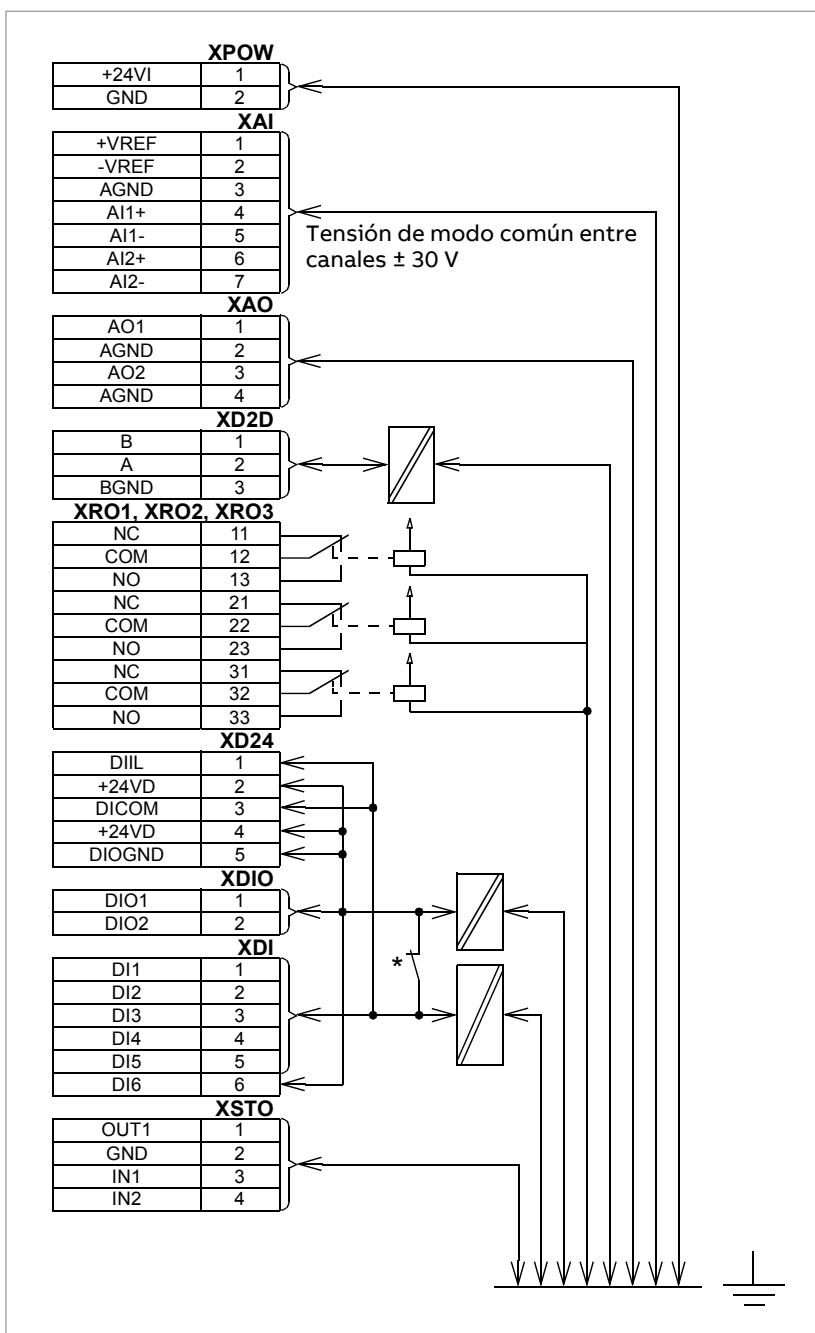 XPOW
+24VI 1
GND 2
XAI
+VREF 1
-VREF 2
AGND 3
AI1+ 4
AI1- 5
AI2+ 6
AI2- 7
Tensión de modo común entre
canales ± 30 V
XAO
AO1 1
AGND 2
AO2 3
AGND 4
XD2D
B 1
A 2
BGND 3
XRO1, XRO2, XRO3
NC 11
COM 12
NO 13
NC 21
COM 22
NO 23
NC 31
COM 32
NO 33
XD24
DIIL 1
+24VD 2
DICOM 3
+24VD 4
DIOGND 5
XDIO
DIO1 1
DIO2 2
*
XDI
DI1 1
DI2 2
DI3 3
DI4 4
DI5 5
DI6 6
XSTO
OUT1 1
GND 2
IN1 3
IN2 4